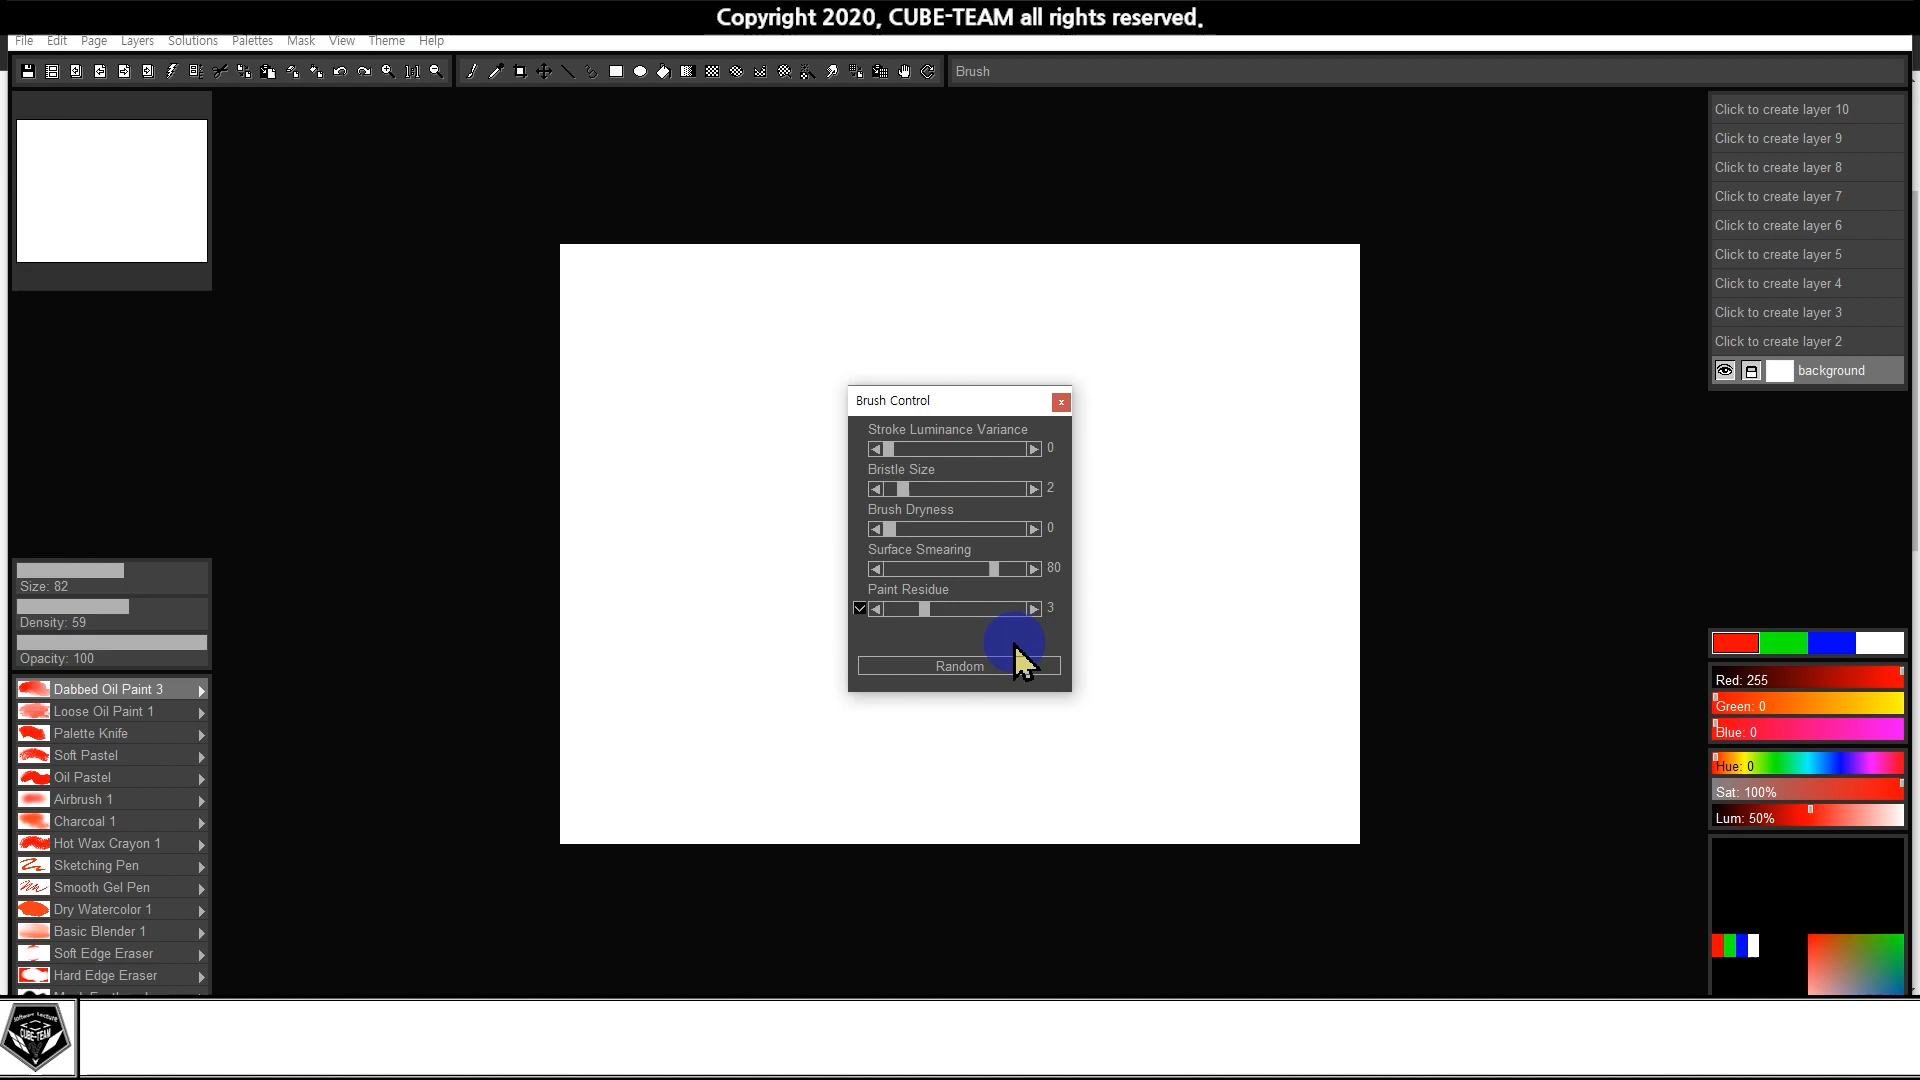 Copyright 2020, CUBE-TEAM all rights reserved.
File Edit Page Layers Solutions Palettes Mask View Theme Help
Brush
Click to create layer 10
Click to create layer 9
Click to create layer 8
Click to create layer 7
Click to create layer 6
Click to create layer 5
Click to create layer 4
Click to create layer 3
Click to create layer 2
background
Brush Control
x
Stroke Luminance Variance
0
Bristle Size
2
Brush Dryness
0
Surface Smearing
80
Paint Residue
3
Random
Size: 82
Density: 59
Opacity: 100
Dabbed Oil Paint 3
Loose Oil Paint 1
Palette Knife
Soft Pastel
Oil Pastel
Airbrush 1
Charcoal 1
Hot Wax Crayon 1
Sketching Pen
Smooth Gel Pen
Dry Watercolor 1
Basic Blender 1
Soft Edge Eraser
Hard Edge Eraser
Red: 255
Green: 0
Blue: 0
Hue: 0
Sat: 100%
Lum: 50%
Software Lecture
CUBE-TEAM